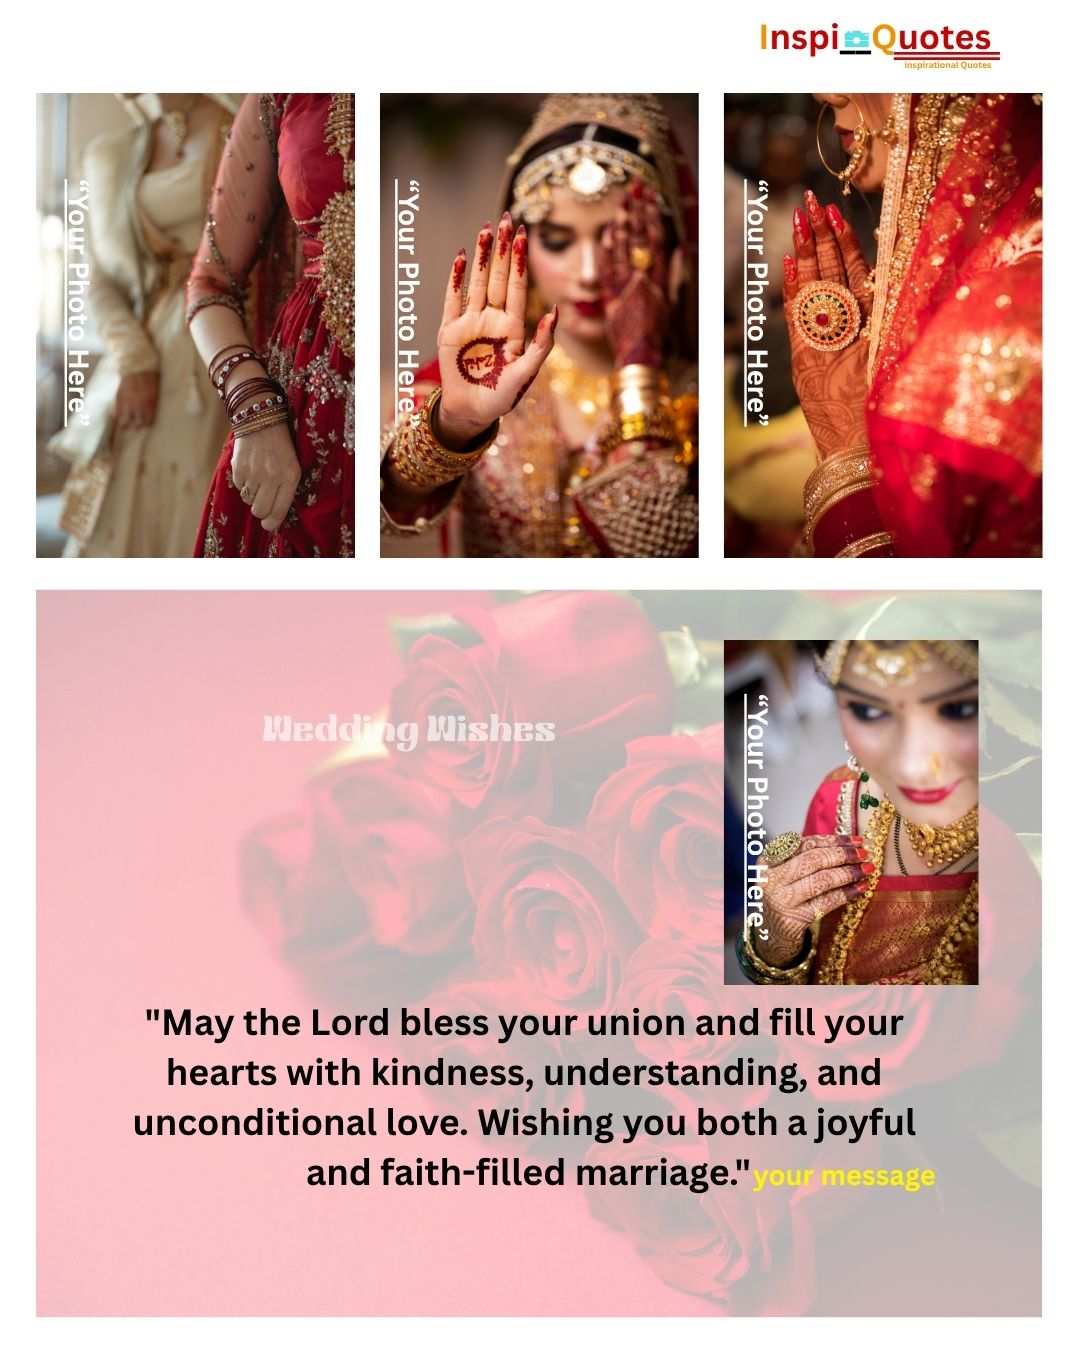 Inspi Quotes
inspirational Quotes
“Your Photo Here”
“Your Photo Here”
“Your Photo Here”
Wedding Wishes
“Your Photo Here”
"May the Lord bless your union and fill your
hearts with kindness, understanding, and
unconditional love. Wishing you both a joyful
and faith-filled marriage." your message